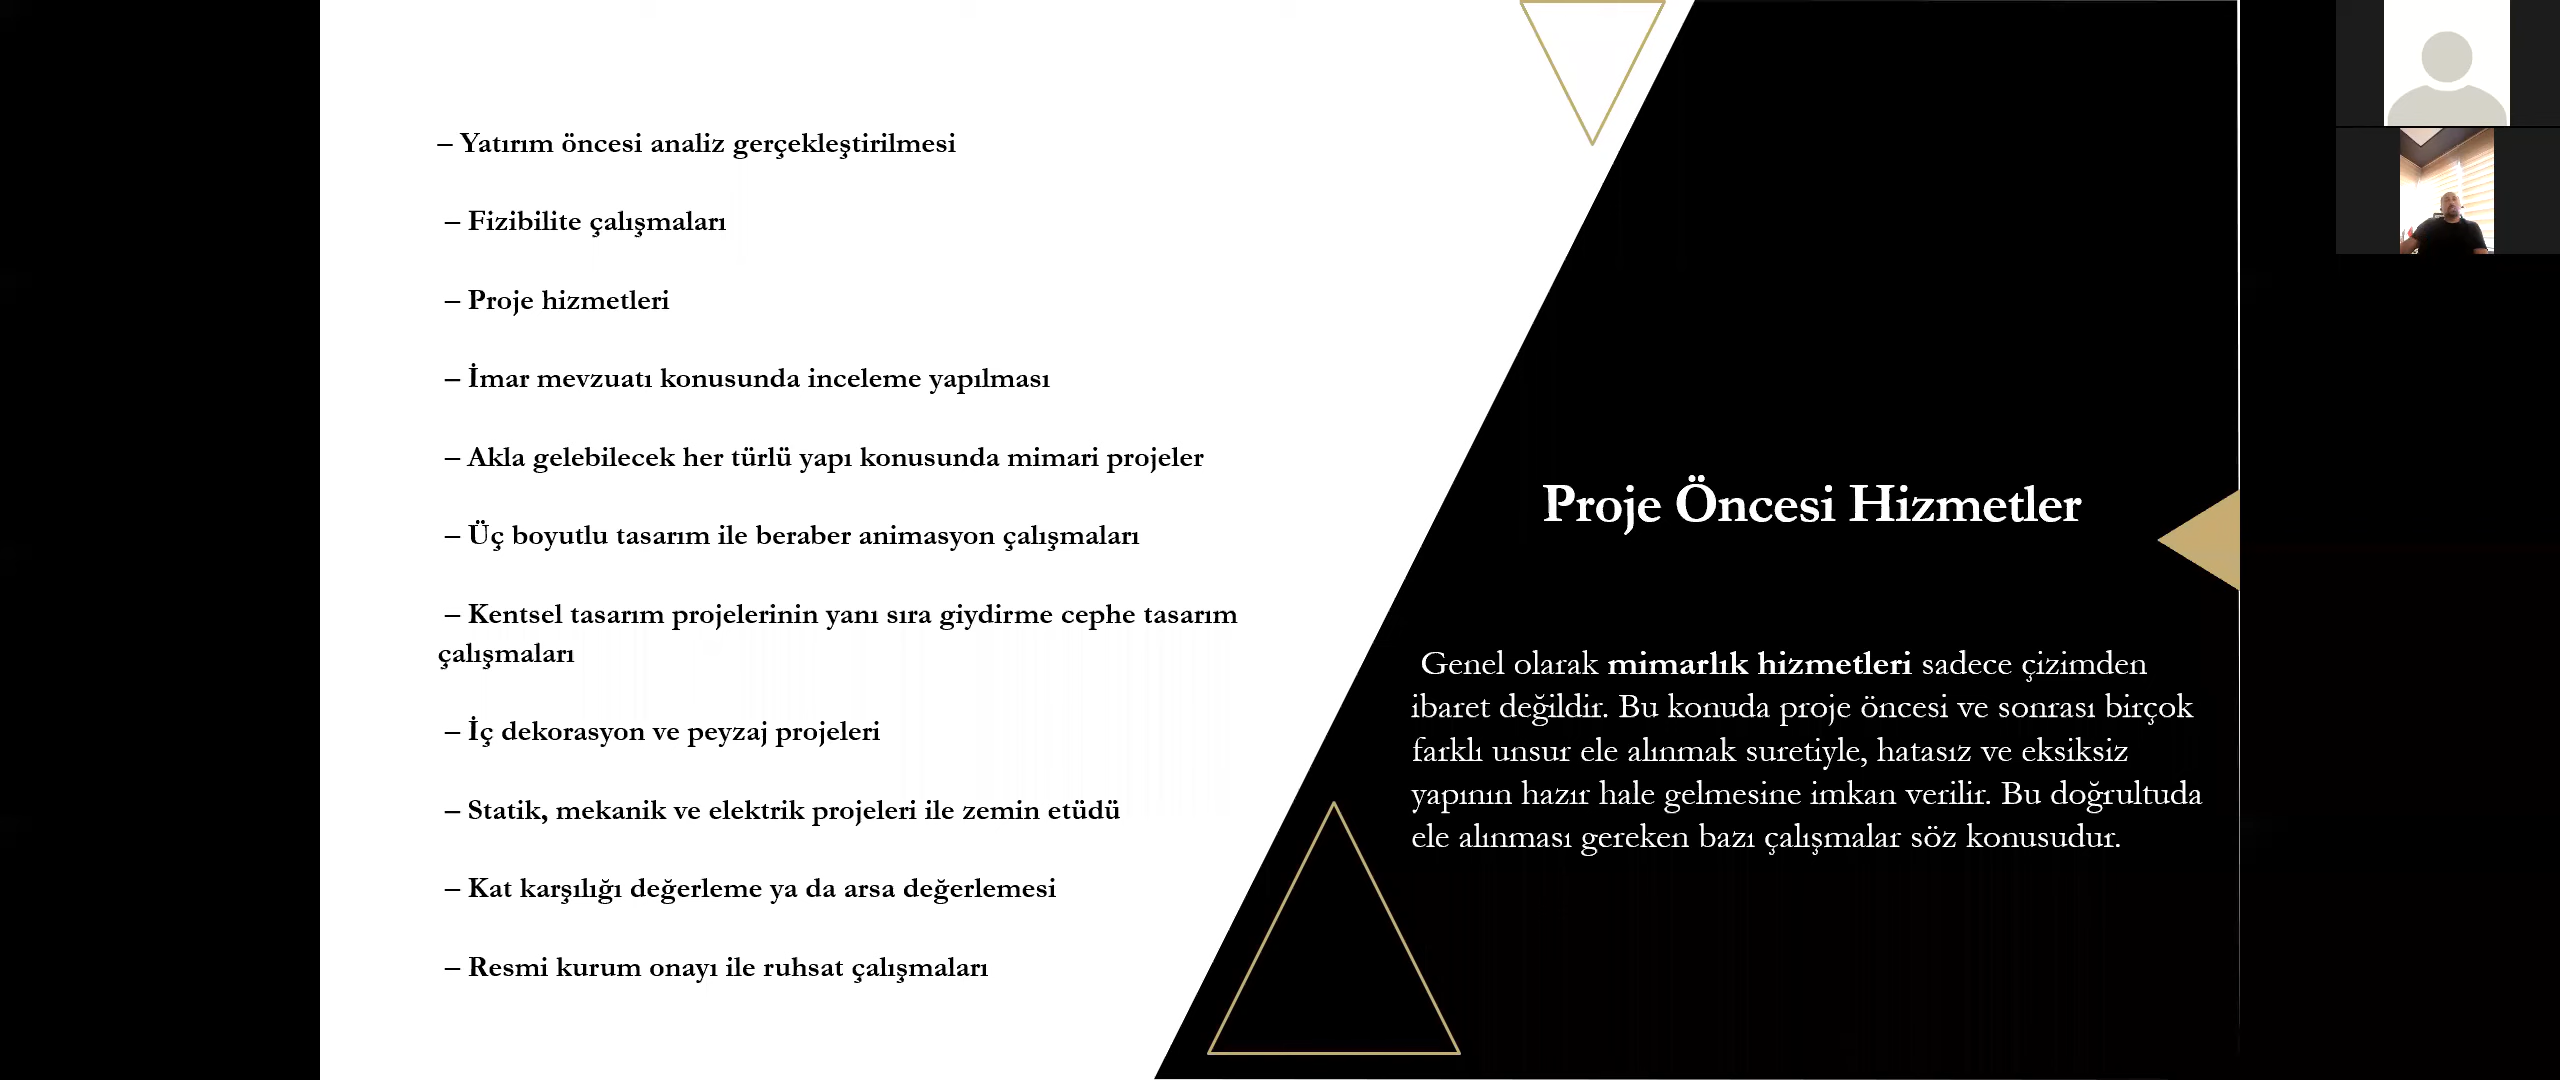 – Yatırım öncesi analiz gerçekleştirilmesi
– Fizibilite çalışmaları
– Proje hizmetleri
– İmar mevzuatı konusunda inceleme yapılması
– Akla gelebilecek her türlü yapı konusunda mimari projeler
– Üç boyutlu tasarım ile beraber animasyon çalışmaları
– Kentsel tasarım projelerinin yanı sıra giydirme cephe tasarım
çalışmaları
– İç dekorasyon ve peyzaj projeleri
– Statik, mekanik ve elektrik projeleri ile zemin etüdü
– Kat karşılığı değerleme ya da arsa değerlemesi
– Resmi kurum onayı ile ruhsat çalışmaları
Proje Öncesi Hizmetler
Genel olarak mimarlık hizmetleri sadece çizimden
ibaret değildir. Bu konuda proje öncesi ve sonrası birçok
farklı unsur ele alınmak suretiyle, hatasız ve eksiksiz
yapının hazır hale gelmesine imkan verilir. Bu doğrultuda
ele alınması gereken bazı çalışmalar söz konusudur.